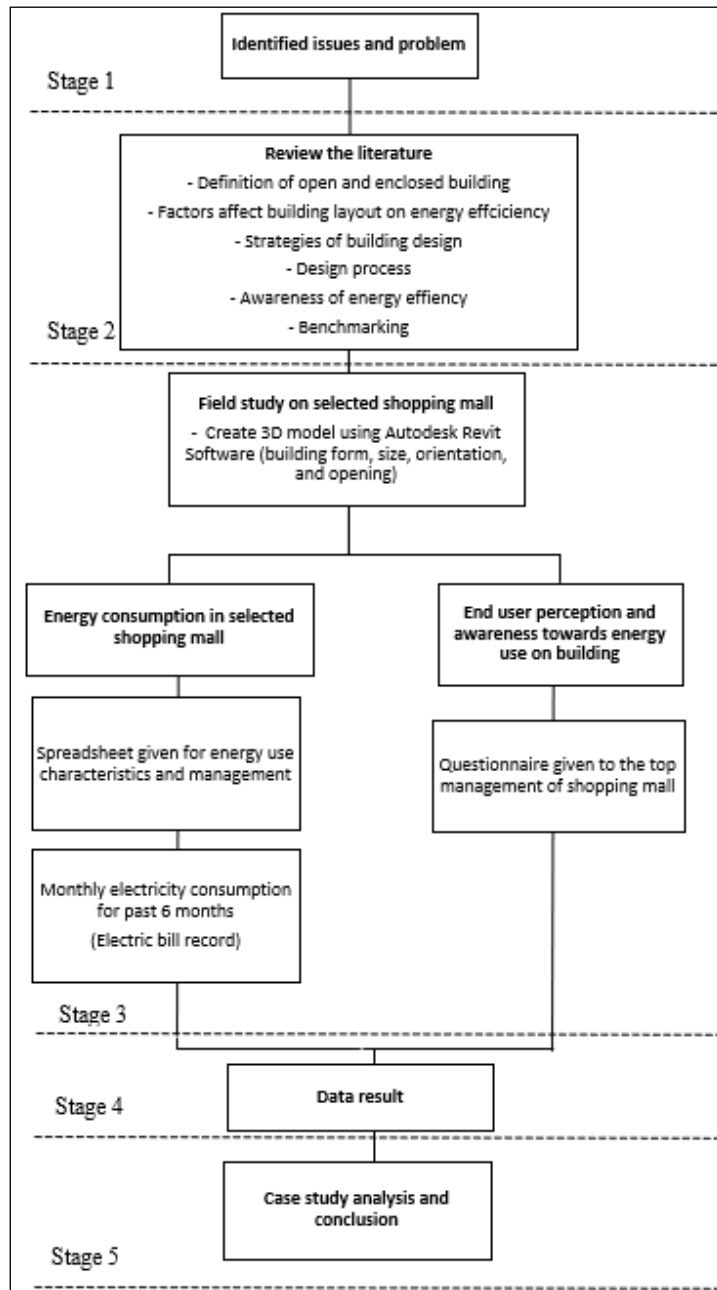 Identified issues and problem
Stage 1
Review the literature
- Definition of open and enclosed building
- Factors affect building layout on energy effciciency
- Strategies of building design
- Design process
- Awareness of energy effiency
- Benchmarking
Stage 2
Field study on selected shopping mall
- Create 3D model using Autodesk Revit
Software (building form, size, orientation,
and opening)
Energy consumption in selected
shopping mall
End user perception and
awareness towards energy
use on building
Spreadsheet given for energy use
characteristics and management
Questionnaire given to the top
management of shopping mall
Monthly electricity consumption
for past 6 months
(Electric bill record)
Stage 3
Data result
Stage 4
Case study analysis and
conclusion
Stage 5